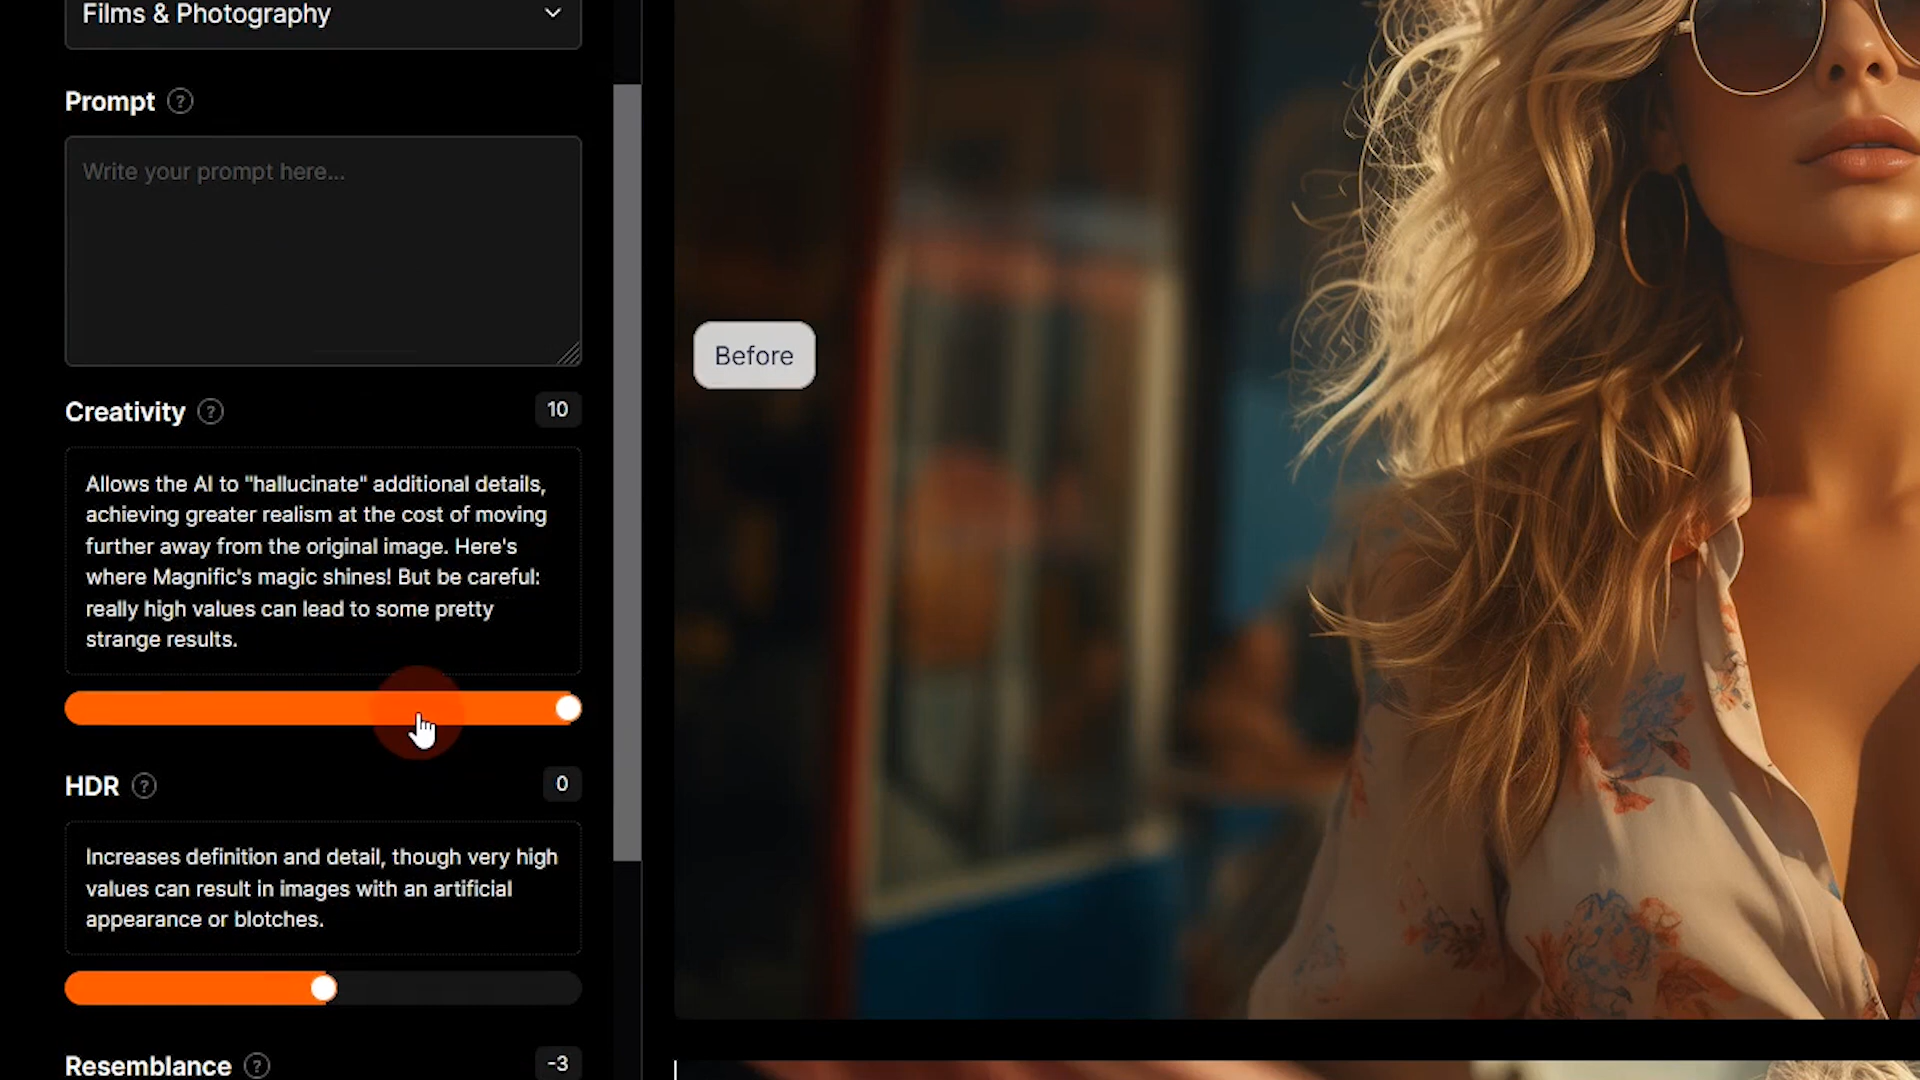 Films & Photography
Prompt ?
Write your prompt here...
Creativity ?
10
Allows the AI to "hallucinate" additional details,
achieving greater realism at the cost of moving
further away from the original image. Here's
where Magnific's magic shines! But be careful:
really high values can lead to some pretty
strange results.
HDR ?
0
Increases definition and detail, though very high
values can result in images with an artificial
appearance or blotches.
Resemblance ?
-3
Before